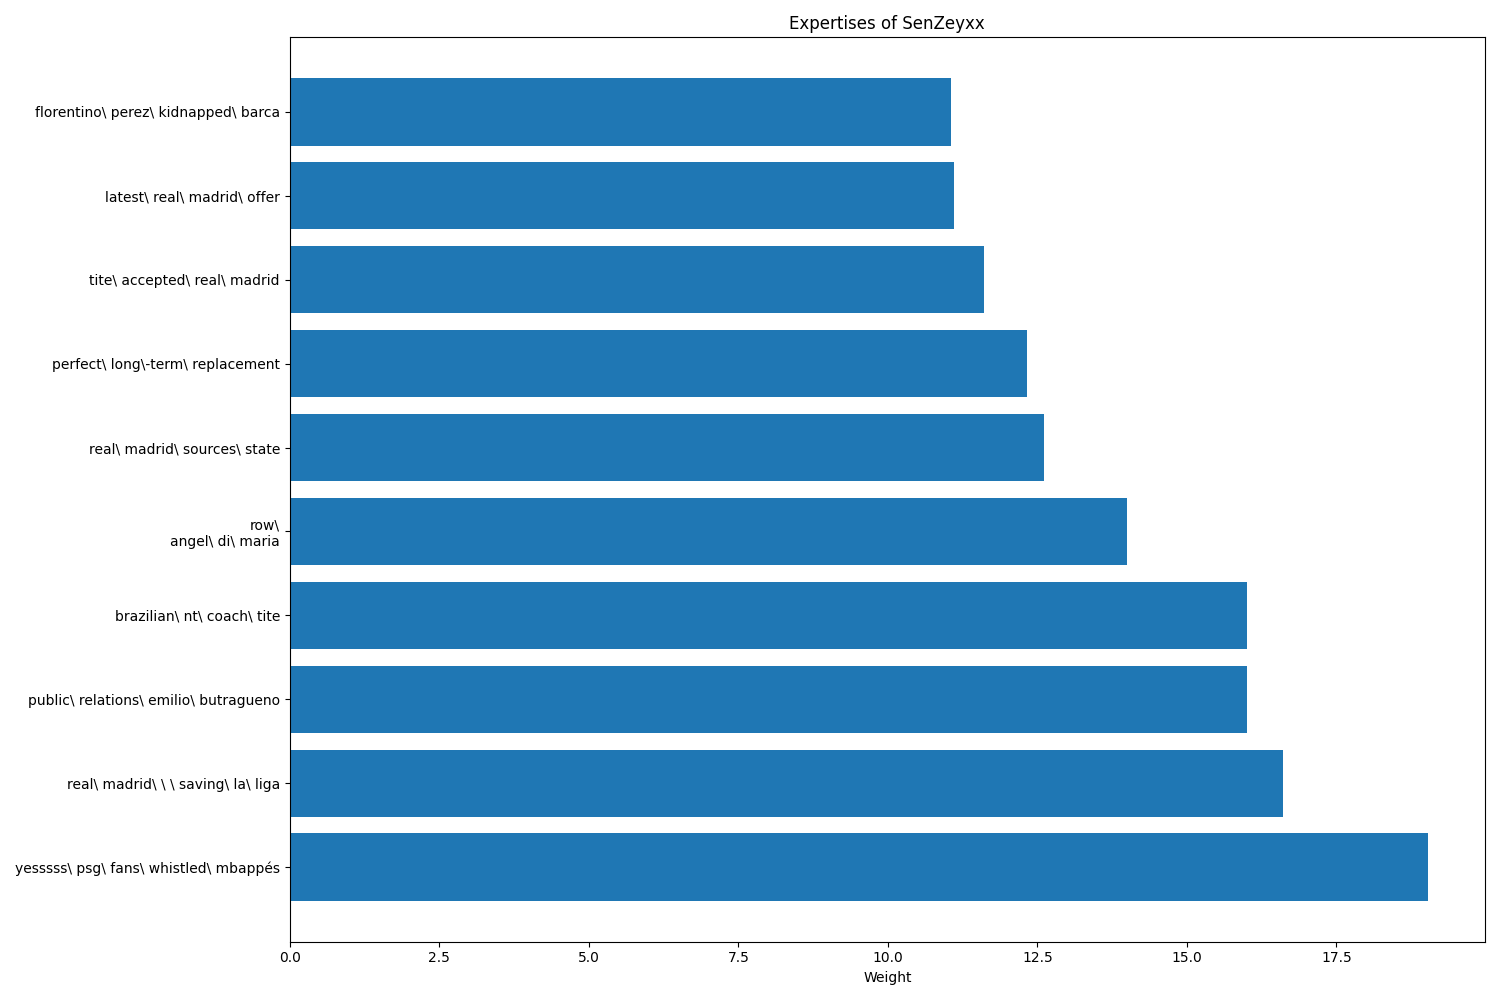 Expertises of SenZeyxx
florentino\ perez\ kidnapped\ barca
latest\ real\ madrid\ offer
tite\ accepted\ real\ madrid
perfect\ long\-term\ replacement
real\ madrid\ sources\ state
row\
angel\ di\ maria
brazilian\ nt\ coach\ tite
public\ relations\ emilio\ butragueno
real\ madrid\ \ \ saving\ la\ liga
yesssss\ psg\ fans\ whistled\ mbappés
0.0 2.5 5.0 7.5 10.0 12.5 15.0 17.5
Weight